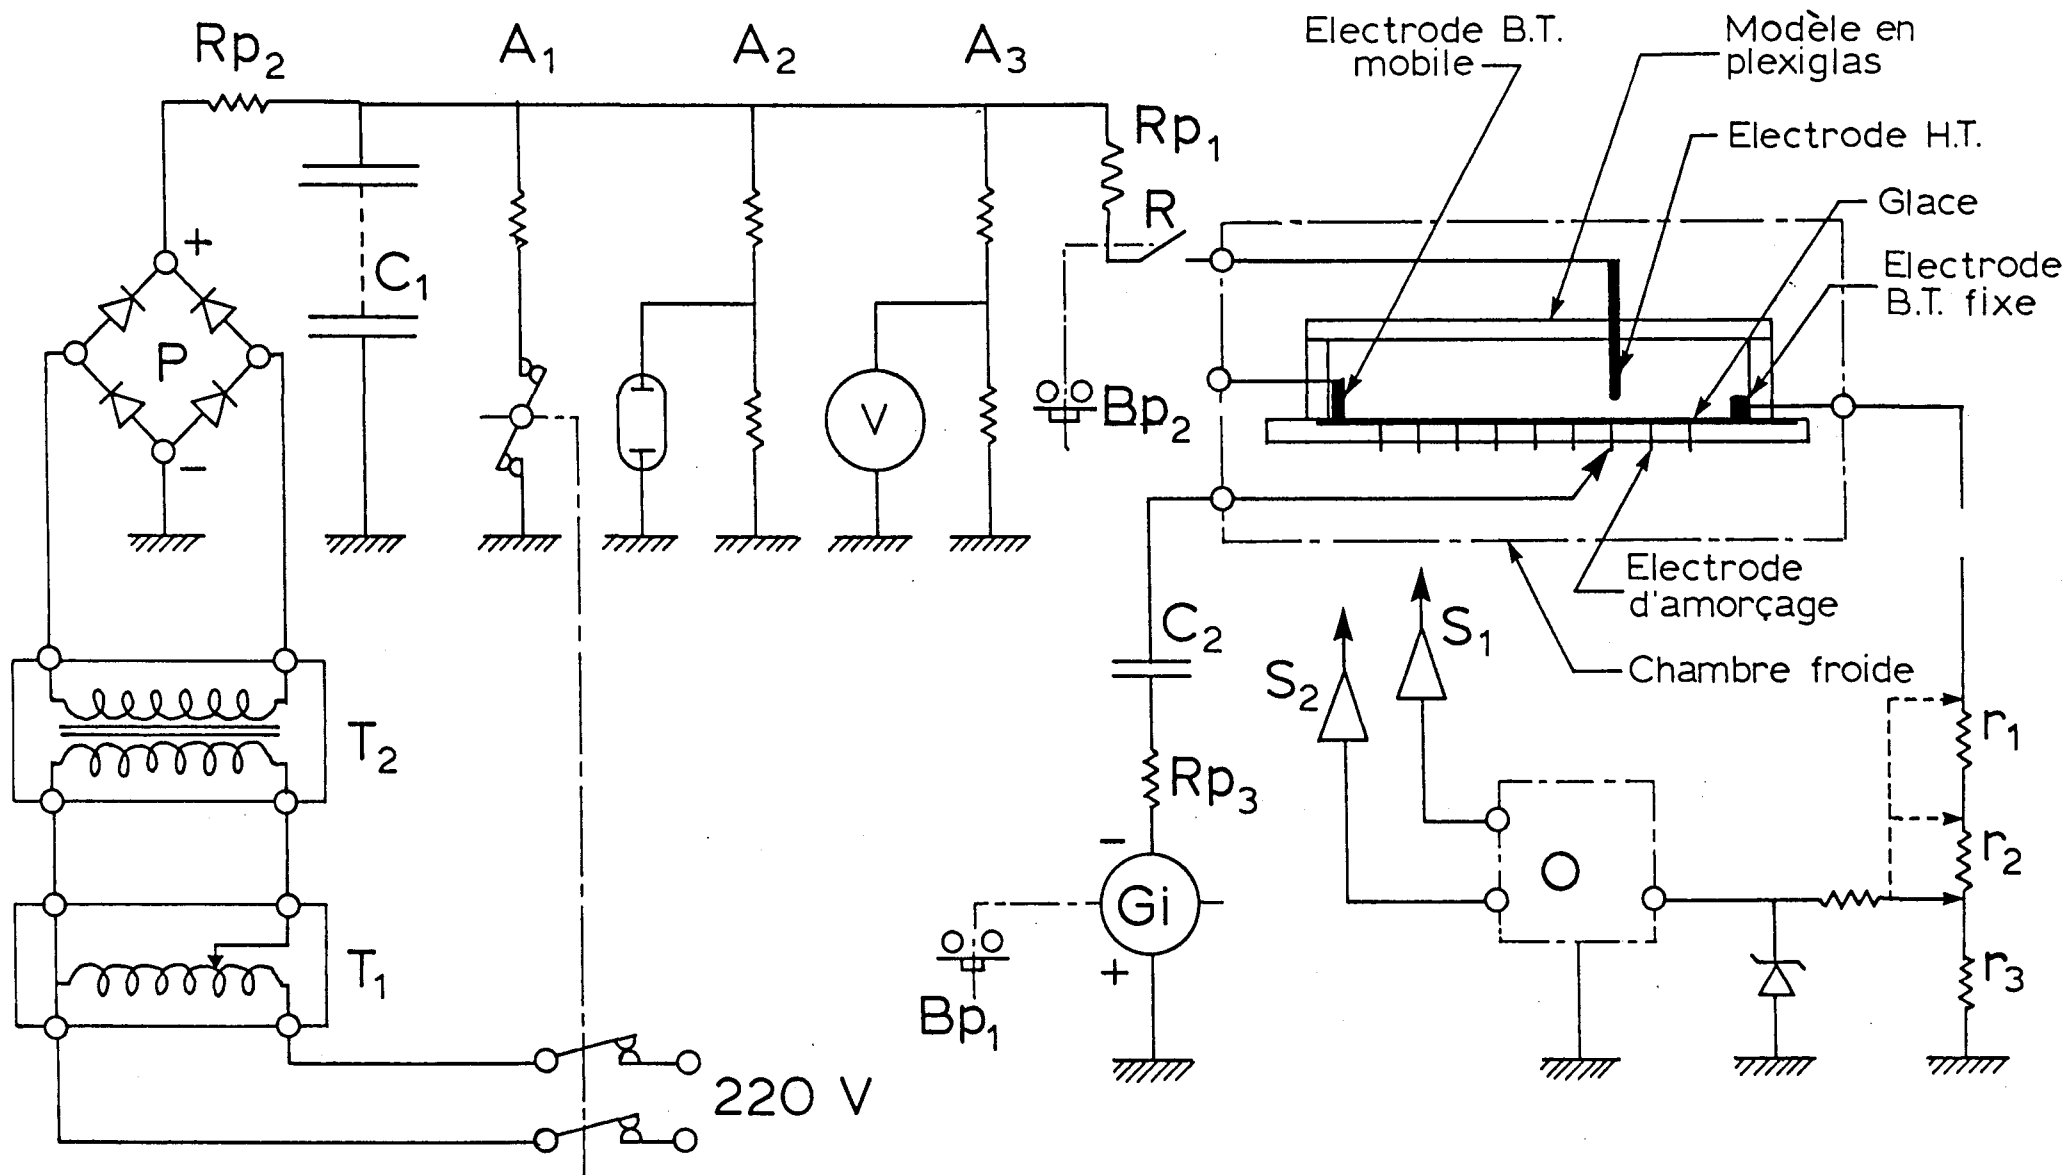 Rp₂
A₁
A₂
A₃
Electrode B.T.
mobile
Modèle en
plexiglas
Rp₁
Electrode H.T.
R
Glace
+
C₁
Electrode
B.T. fixe
P
V
Bp₂
−
Electrode
d'amorçage
C₂
S₁
S₂
Chambre froide
T₂
Rp₃
r₁
−
r₂
O
Gi
T₁
+
r₃
Bp₁
220 V